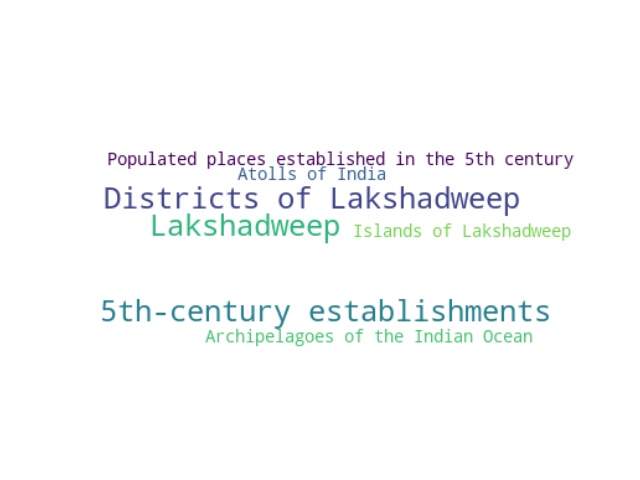 Populated places established in the 5th century
Atolls of India
Districts of Lakshadweep
Lakshadweep
Islands of Lakshadweep
5th-century establishments
Archipelagoes of the Indian Ocean